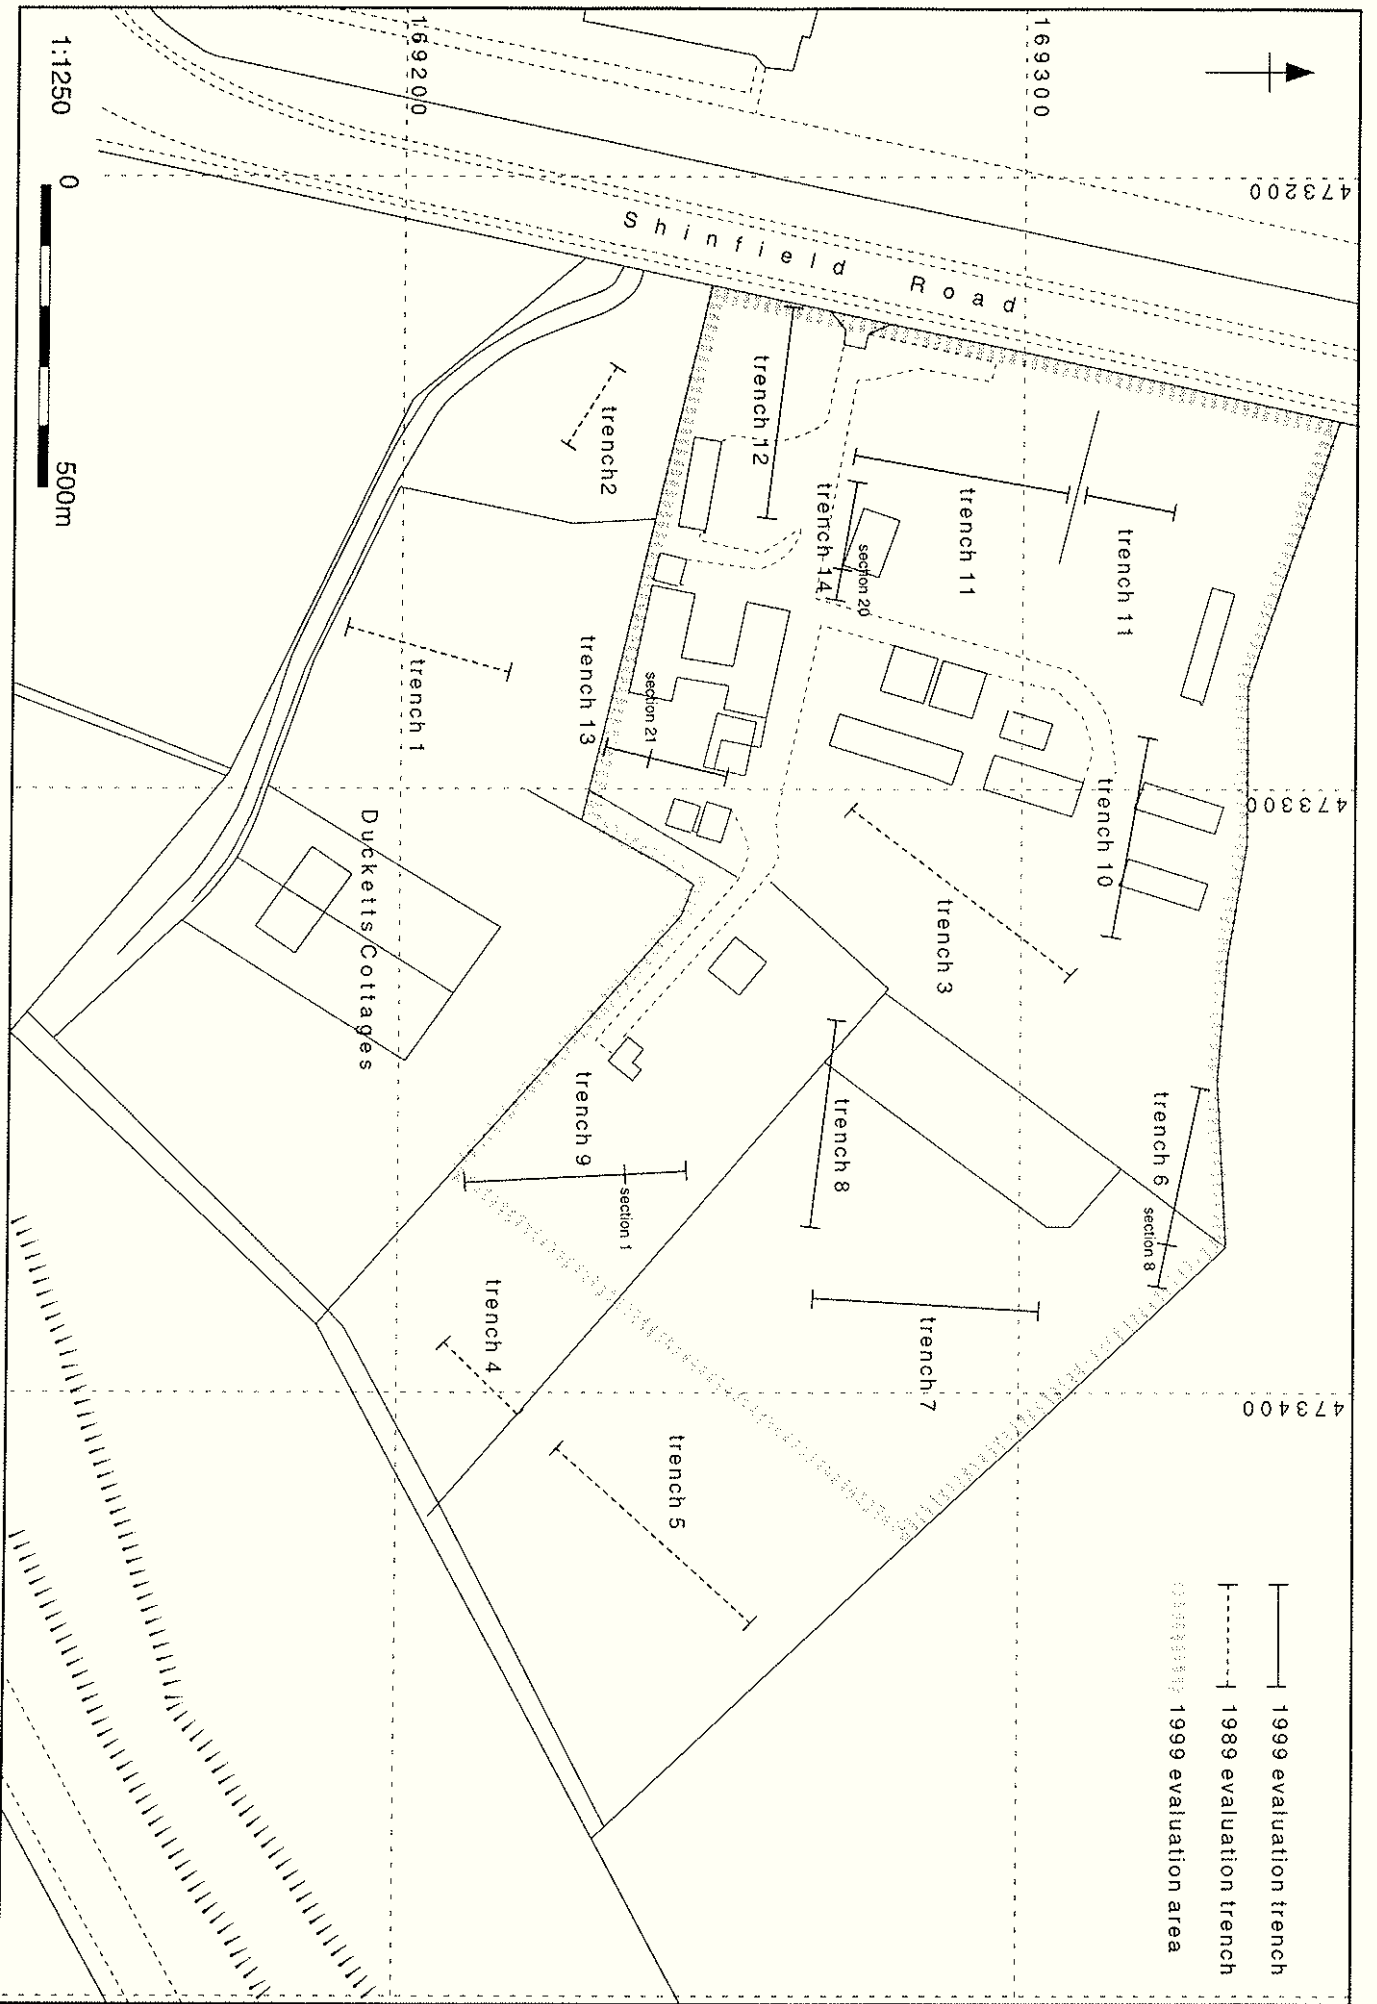 1999 evaluation trench
1989 evaluation trench
1999 evaluation area
473200
473300
473400
169300
169200
Shinfield Road
trench 11
trench 11
trench 10
trench 6
section 8
trench 12
trench 14
section 20
trench 3
trench 8
trench 7
trench2
trench 13
section 21
trench 9
section 1
trench 5
trench 4
trench 1
Ducketts Cottages
1:1250
0
500m